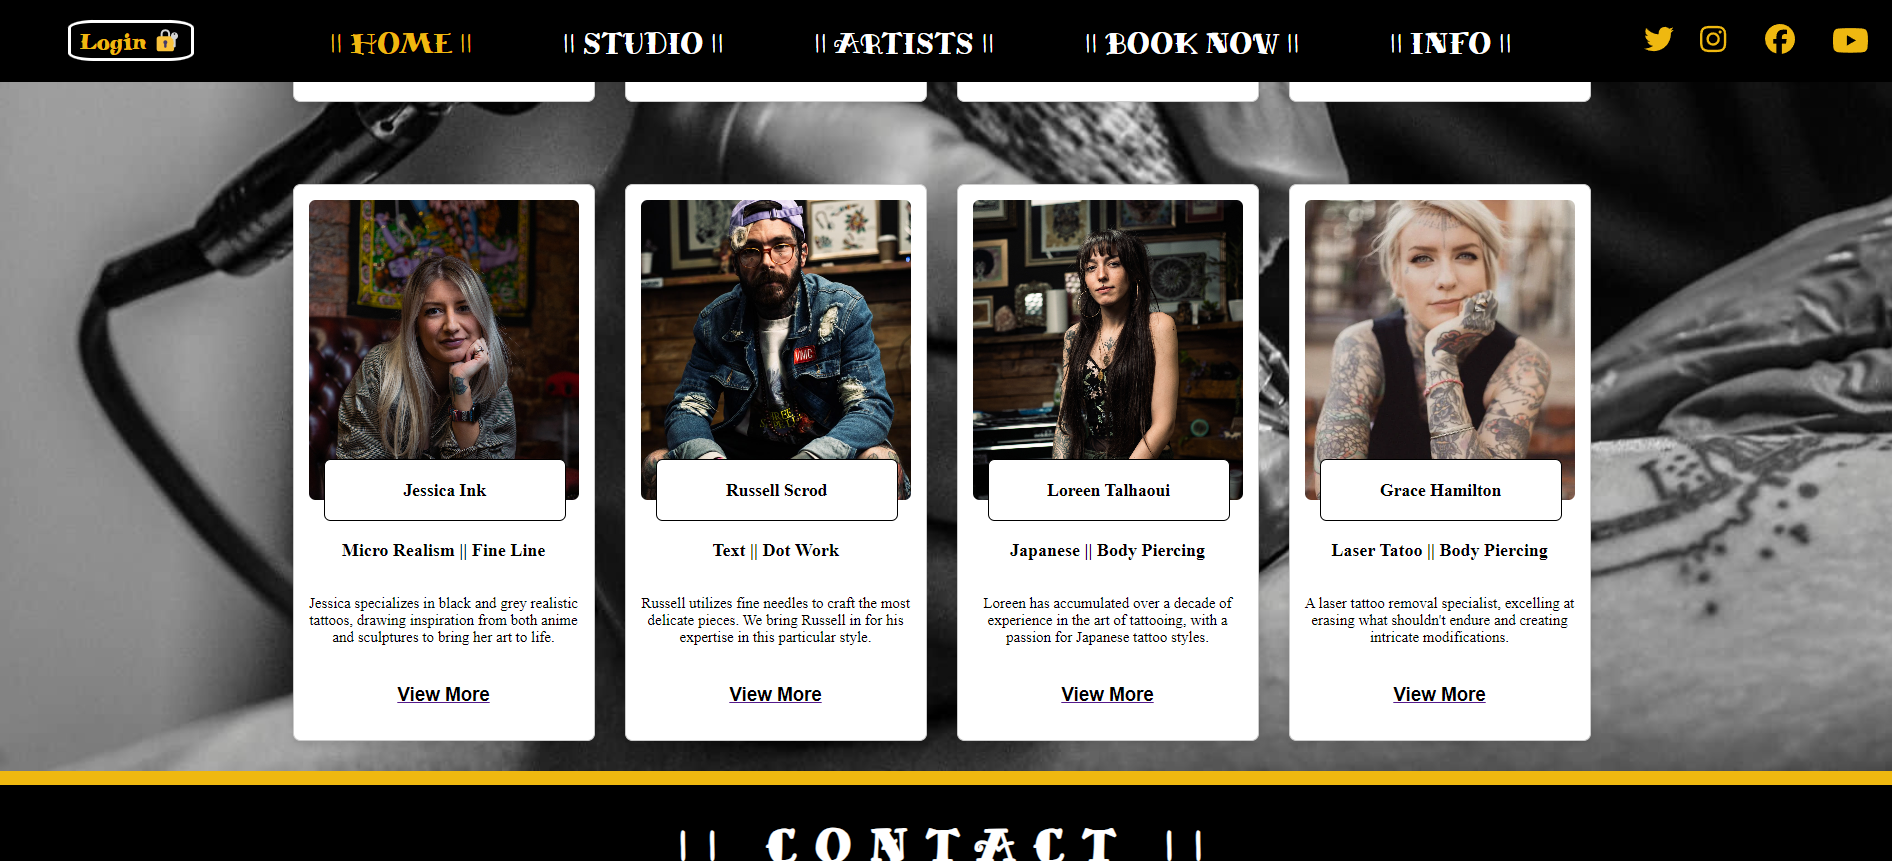 Login
|| HOME ||
|| STUDIO ||
|| ARTISTS ||
|| BOOK NOW ||
|| INFO ||
Jessica Ink
Micro Realism || Fine Line
Jessica specializes in black and grey realistic
tattoos, drawing inspiration from both anime
and sculptures to bring her art to life.
View More
Russell Scrod
Text || Dot Work
Russell utilizes fine needles to craft the most
delicate pieces. We bring Russell in for his
expertise in this particular style.
View More
Loreen Talhaoui
Japanese || Body Piercing
Loreen has accumulated over a decade of
experience in the art of tattooing, with a
passion for Japanese tattoo styles.
View More
Grace Hamilton
Laser Tatoo || Body Piercing
A laser tattoo removal specialist, excelling at
erasing what shouldn't endure and creating
intricate modifications.
View More
|| CONTACT ||